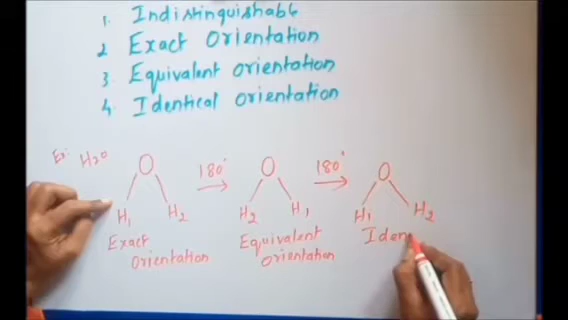 1. Indistinguishable
2 Exact Orientation
3. Equivalent orientation
4. Identical orientation
Ex: H2O
O 180° O 180° O
H1 H2 H2 H1 H1 H2
Exact Equivalent Iden
Orientation orientation